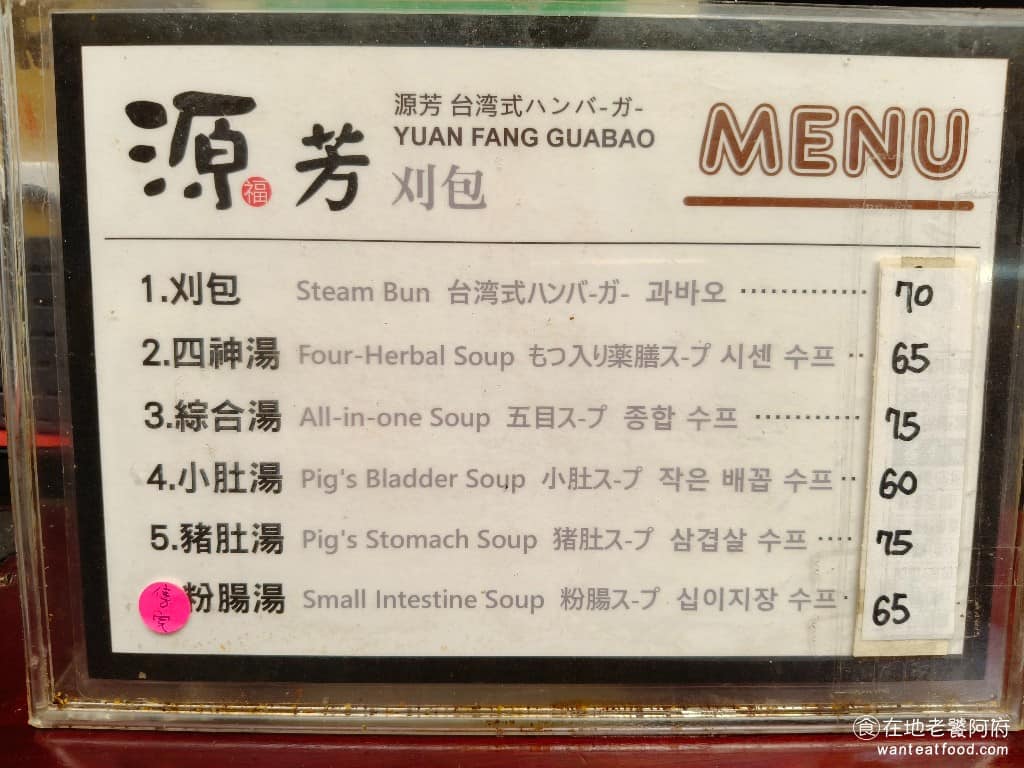 源芳
福
源芳 台湾式ハンバ-ガ-
YUAN FANG GUABAO
刈包
MENU
1.刈包 Steam Bun 台湾式ハンバ-ガ- 과바오 ············· 70
2.四神湯 Four-Herbal Soup もつ入り薬膳ス-プ 시센 수프 ·· 65
3.綜合湯 All-in-one Soup 五目ス-プ 종합 수프 ··········· 75
4.小肚湯 Pig's Bladder Soup 小肚ス-プ 작은 배꼽 수프 ·· 60
5.豬肚湯 Pig's Stomach Soup 猪肚ス-プ 삼겹살 수프 ···· 75
粉腸湯 Small Intestine Soup 粉腸ス-プ 십이지장 수프 · 65
食在地老饕阿府
wanteatfood.com